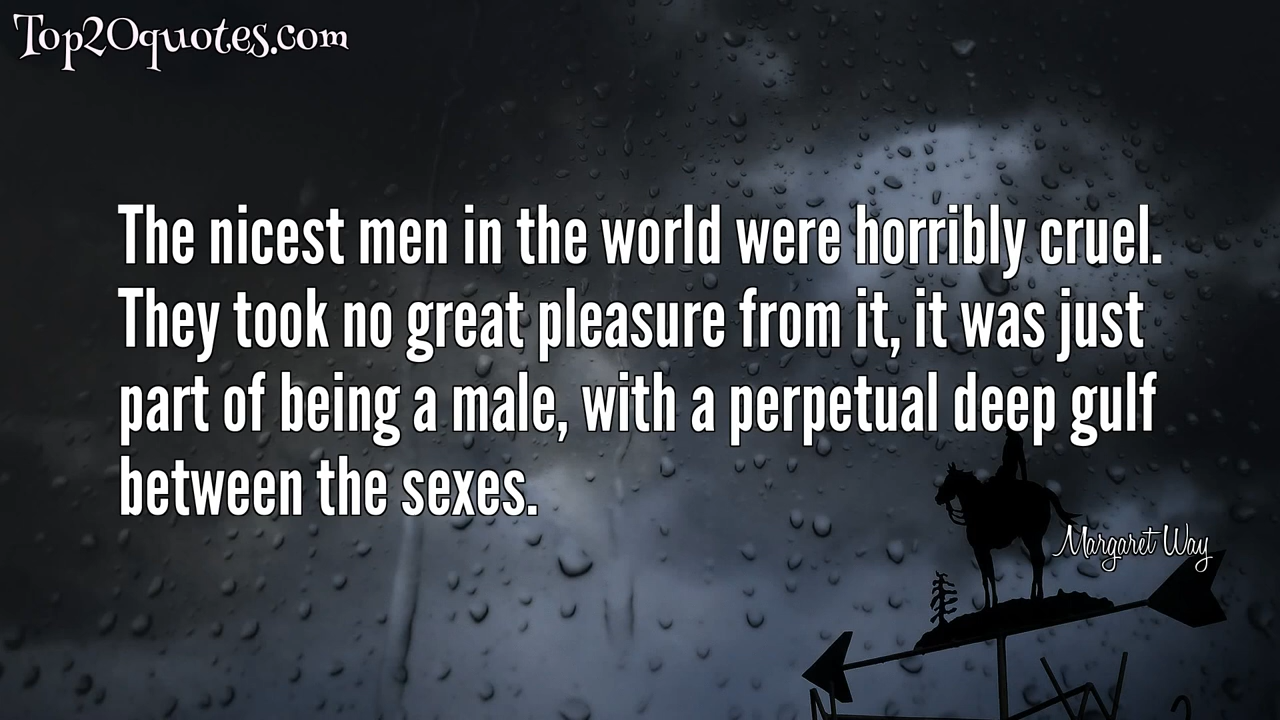 Top20quotes.com
The nicest men in the world were horribly cruel.
They took no great pleasure from it, it was just
part of being a male, with a perpetual deep gulf
between the sexes.
Margaret Way
N W